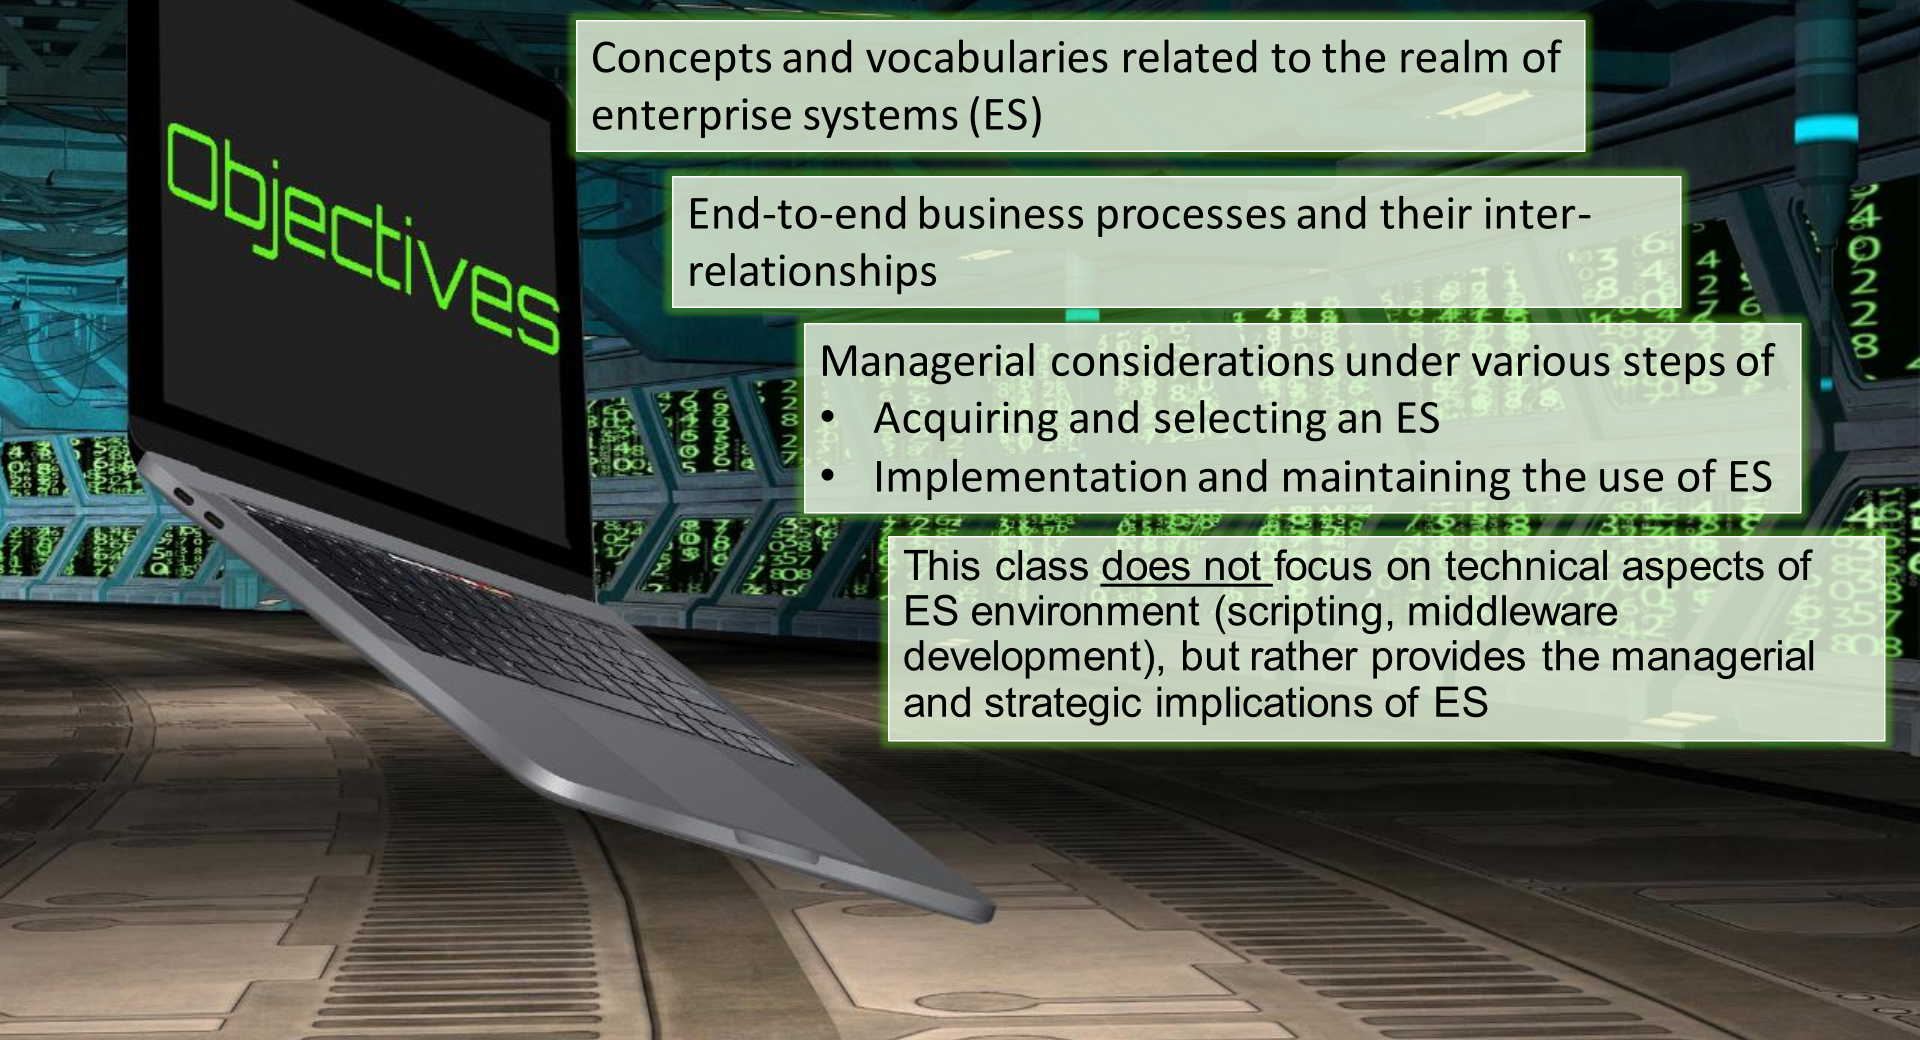 Objectives
Concepts and vocabularies related to the realm of
enterprise systems (ES)
End-to-end business processes and their inter-
relationships
Managerial considerations under various steps of
• Acquiring and selecting an ES
• Implementation and maintaining the use of ES
This class does not focus on technical aspects of
ES environment (scripting, middleware
development), but rather provides the managerial
and strategic implications of ES